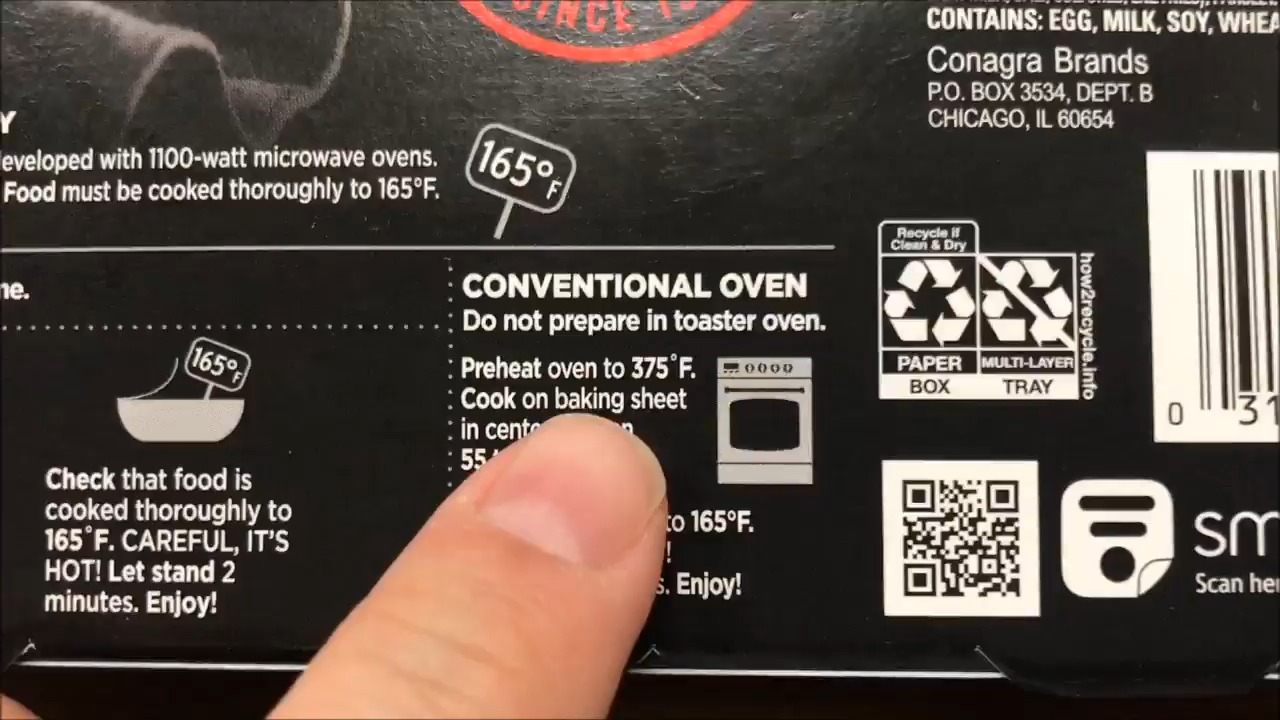 SINCE 19
CONTAINS: EGG, MILK, SOY, WHEA
Conagra Brands
P.O. BOX 3534, DEPT. B
CHICAGO, IL 60654
Y
eveloped with 1100-watt microwave ovens.
Food must be cooked thoroughly to 165°F.
165°F
ne.
165°F
Check that food is
cooked thoroughly to
165°F. CAREFUL, IT'S
HOT! Let stand 2
minutes. Enjoy!
CONVENTIONAL OVEN
Do not prepare in toaster oven.
Preheat oven to 375°F.
Cook on baking sheet
in cent
55
to 165°F.
!
s. Enjoy!
Recycle if
Clean & Dry
PAPER
BOX
MULTI-LAYER
TRAY
how2recycle.info
0 31
sm
Scan he